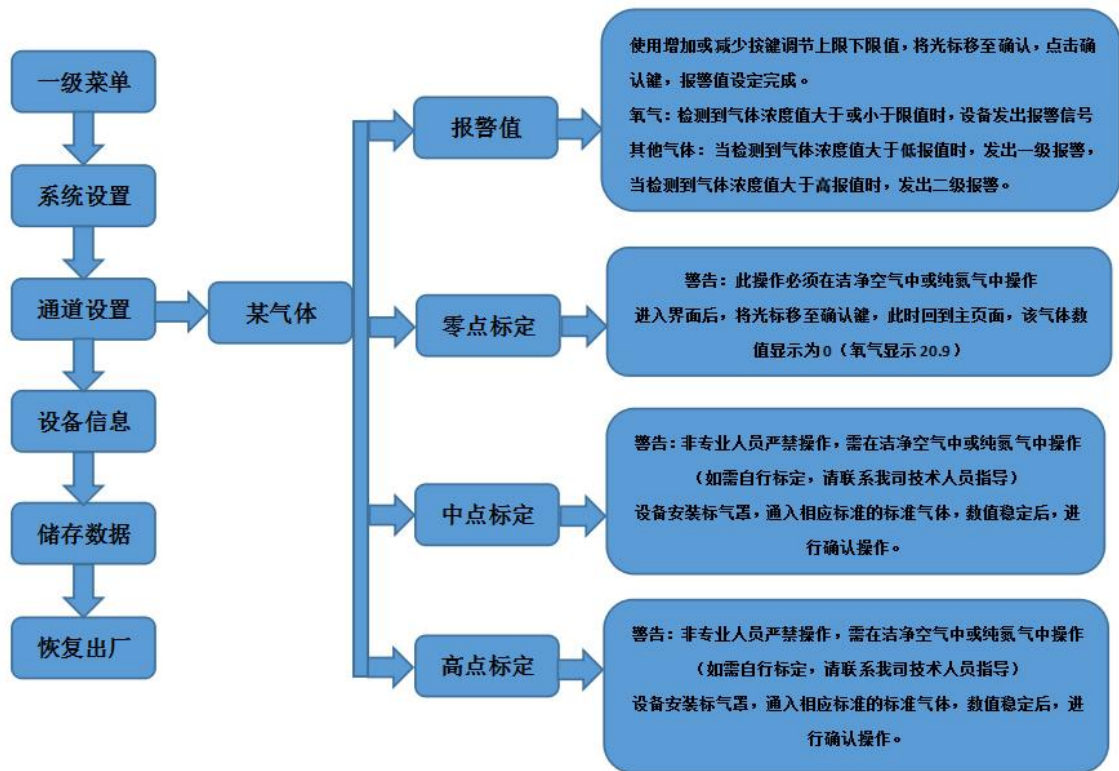 一级菜单
系统设置
通道设置
设备信息
储存数据
恢复出厂
某气体
报警值
使用增加或减少按键调节上限下限值，将光标移至确认，点击确
认键，报警值设定完成。
氧气：检测到气体浓度值大于或小于限值时，设备发出报警信号
其他气体：当检测到气体浓度值大于低报值时，发出一级报警，
当检测到气体浓度值大于高报值时，发出二级报警。
零点标定
警告：此操作必须在洁净空气中或纯氮气中操作
进入界面后，将光标移至确认键，此时回到主页面，该气体数
值显示为0（氧气显示20.9）
中点标定
警告：非专业人员严禁操作，需在洁净空气中或纯氮气中操作
（如需自行标定，请联系我司技术人员指导）
设备安装标气罩，通入相应标准的标准气体，数值稳定后，进
行确认操作。
高点标定
警告：非专业人员严禁操作，需在洁净空气中或纯氮气中操作
（如需自行标定，请联系我司技术人员指导）
设备安装标气罩，通入相应标准的标准气体，数值稳定后，进
行确认操作。